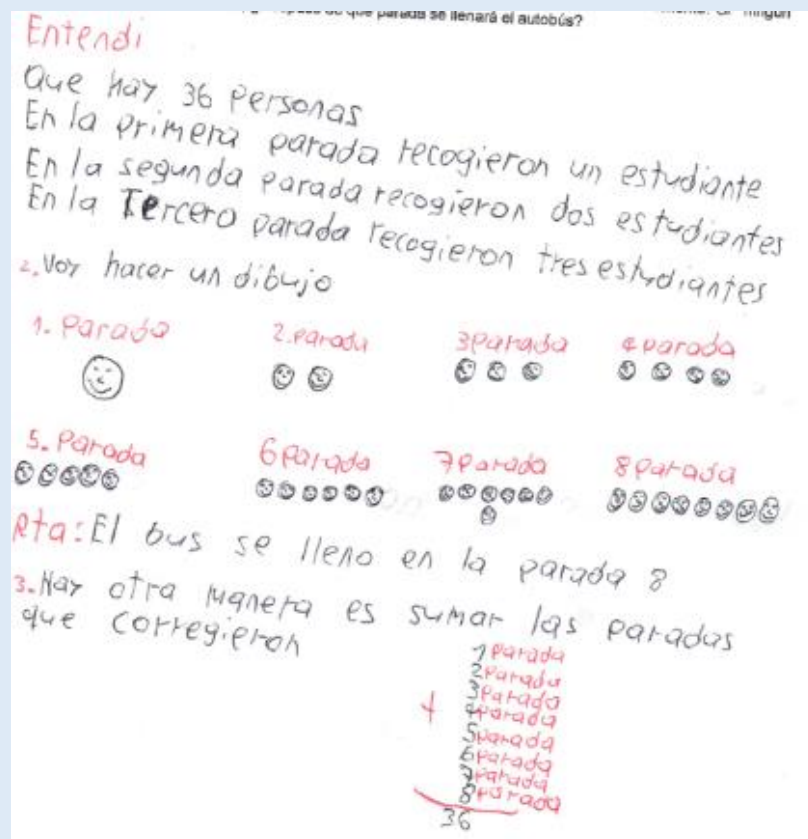 de que parada se llenará el autobús?
Entendi
Que hay 36 personas
En la primera parada recogieron un estudiante
En la segunda parada recogieron dos estudiantes
En la Tercero parada recogieron tres estudiantes
2. Voy hacer un dibujo
1. Parada 2. parada 3 parada 4 parada
5. Parada 6 parada 7 Parada 8 parada
Rta: El bus se lleno en la parada 8
3. Hay otra manera es sumar las paradas
que corregieron
1 parada
2 parada
3 parada
+ 4 parada
5 parada
6 parada
7 parada
8 parada
36